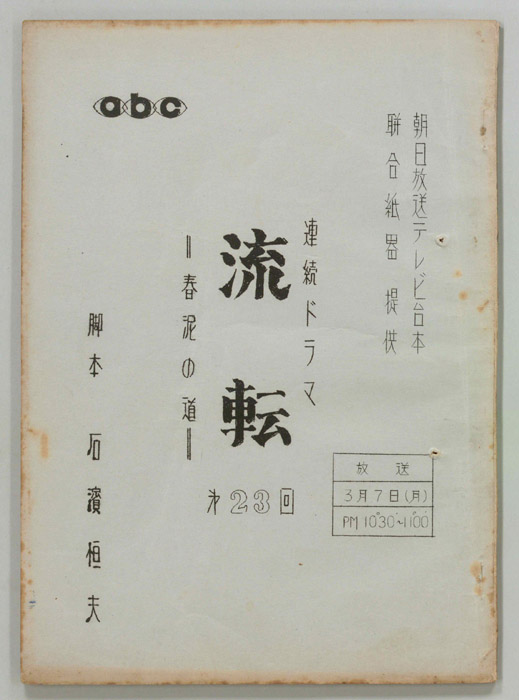 abc
朝日放送テレビ台本
聨合紙器 提供
連続ドラマ
流転
=春泥の道=
才23回
脚本 石濱恒夫
放送
3月7日(月)
PM 10°30'~11°00'